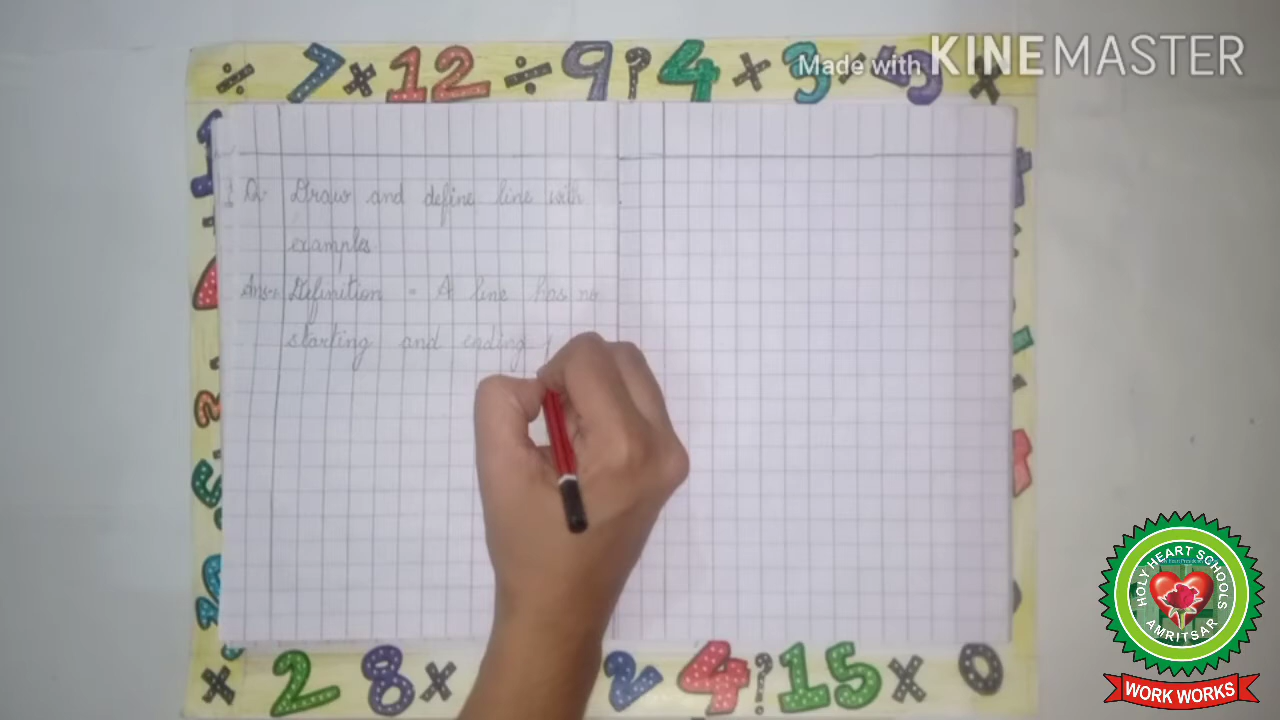 Made with KINEMASTER
÷ 7 × 12 ÷ 9 ? 4 × 3
Q. Draw and define line with
examples
Ans:- Definition = A line has no
starting and ending
× 2 8 × 2 4 ? 15 × 0
HOLY HEART SCHOOLS
AMRITSAR
WORK WORKS